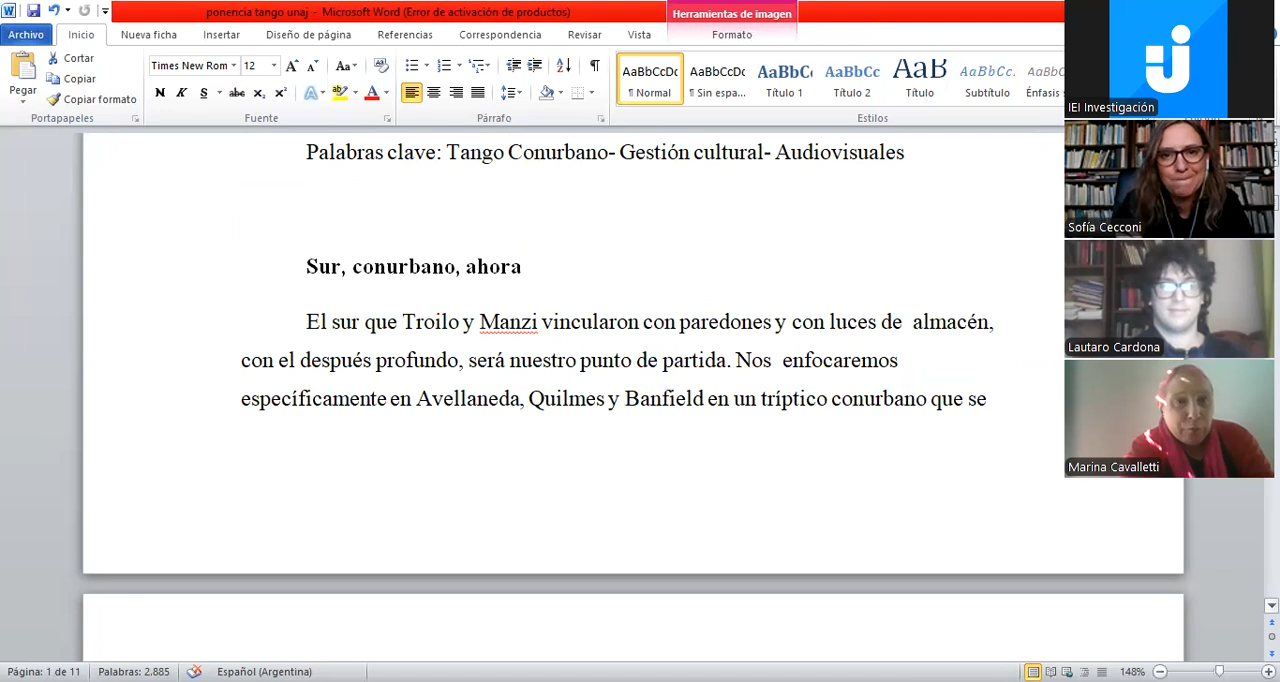 ponencia tango unaj - Microsoft Word (Error de activación de productos)
Herramientas de imagen
Archivo Inicio Nueva ficha Insertar Diseño de página Referencias Correspondencia Revisar Vista Formato
Pegar
Cortar
Copiar
Copiar formato
Portapapeles
Times New Rom 12
N K S abc x₂ x² A ab A
Aa
Fuente
Párrafo
AaBbCcDc AaBbCcDc AaBbC AaBbCc AaB AaBbCc. AaBbCc
¶ Normal ¶ Sin espa... Título 1 Título 2 Título Subtítulo Énfasis
Estilos
Palabras clave: Tango Conurbano- Gestión cultural- Audiovisuales
Sur, conurbano, ahora
El sur que Troilo y Manzi vincularon con paredones y con luces de almacén,
con el después profundo, será nuestro punto de partida. Nos enfocaremos
específicamente en Avellaneda, Quilmes y Banfield en un tríptico conurbano que se
IEI Investigación
Sofía Cecconi
Lautaro Cardona
Marina Cavalletti
Página: 1 de 11 Palabras: 2.885 Español (Argentina) 148%